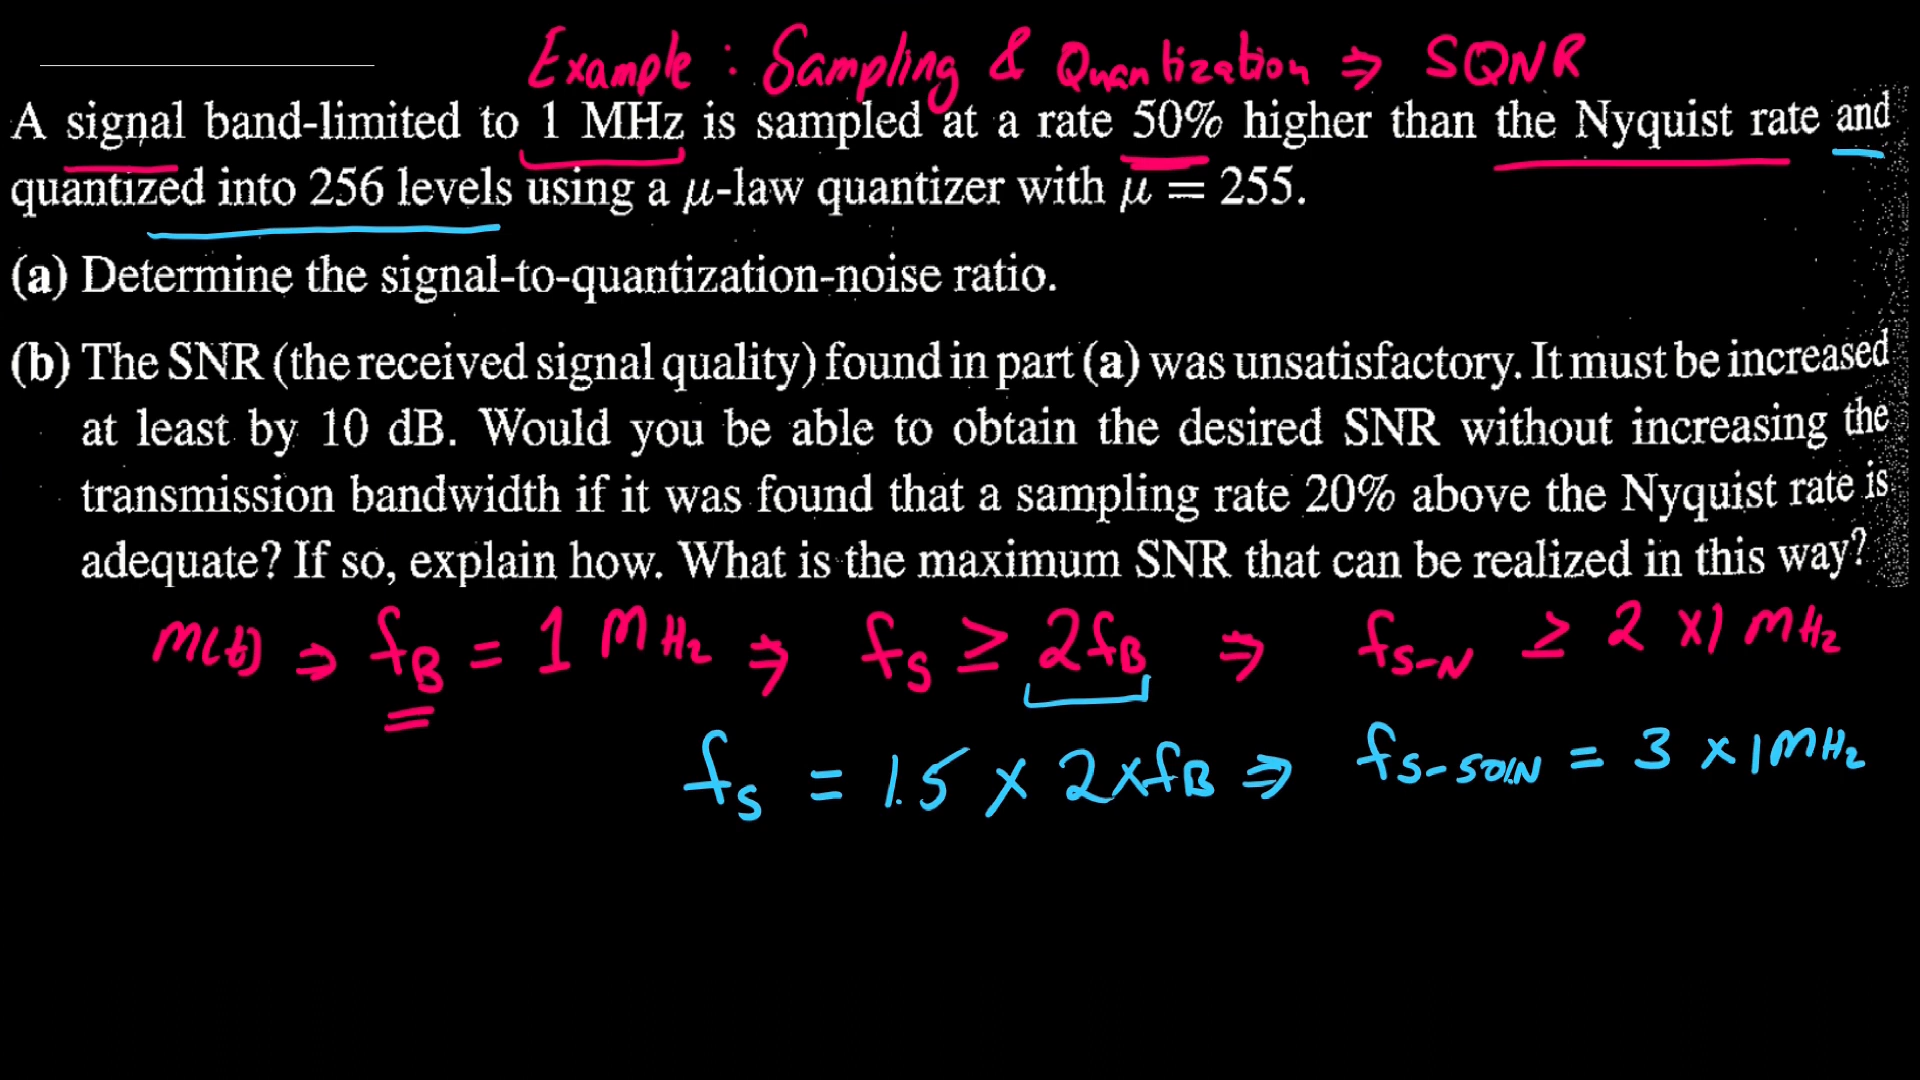 Example : Sampling & Quantization ⇒ SQNR
A signal band-limited to 1 MHz is sampled at a rate 50% higher than the Nyquist rate and
quantized into 256 levels using a μ-law quantizer with μ = 255.
(a) Determine the signal-to-quantization-noise ratio.
(b) The SNR (the received signal quality) found in part (a) was unsatisfactory. It must be increased
at least by 10 dB. Would you be able to obtain the desired SNR without increasing the
transmission bandwidth if it was found that a sampling rate 20% above the Nyquist rate is
adequate? If so, explain how. What is the maximum SNR that can be realized in this way?
m(t) ⇒ fB = 1 MHz ⇒ fs ≥ 2fB ⇒ fs-N ≥ 2 x 1 MHz
fs = 1.5 x 2 x fB ⇒ fs-50%N = 3 x 1 MHz